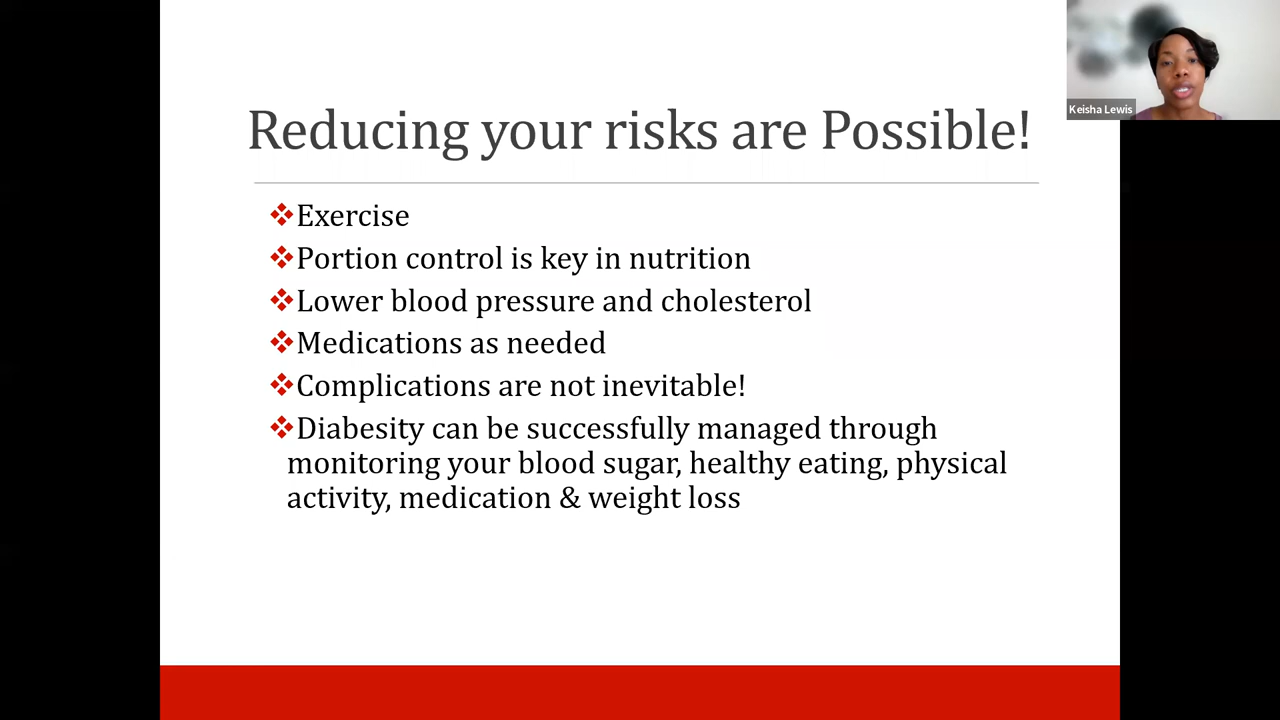 Reducing your risks are Possible!
Keisha Lewis
❖Exercise
❖Portion control is key in nutrition
❖Lower blood pressure and cholesterol
❖Medications as needed
❖Complications are not inevitable!
❖Diabesity can be successfully managed through
monitoring your blood sugar, healthy eating, physical
activity, medication & weight loss